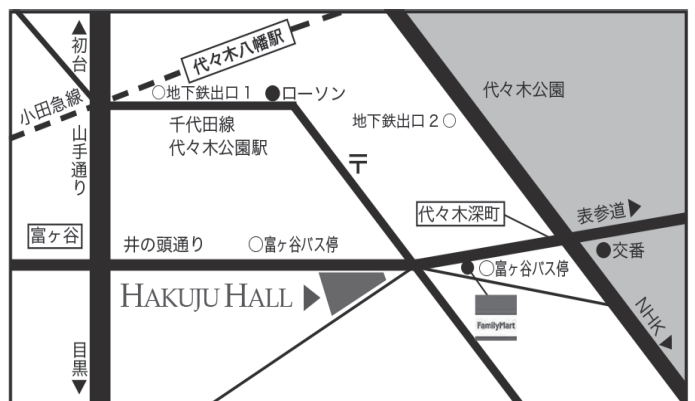 ▲初台
代々木八幡駅
小田急線
○地下鉄出口1
●ローソン
代々木公園
地下鉄出口2○
千代田線
代々木公園駅
山手通り
〒
代々木深町
表参道▶
富ヶ谷
井の頭通り
○富ヶ谷バス停
●交番
○富ヶ谷バス停
HAKUJU HALL ▶
FamilyMart
NHK▶
目黒▼